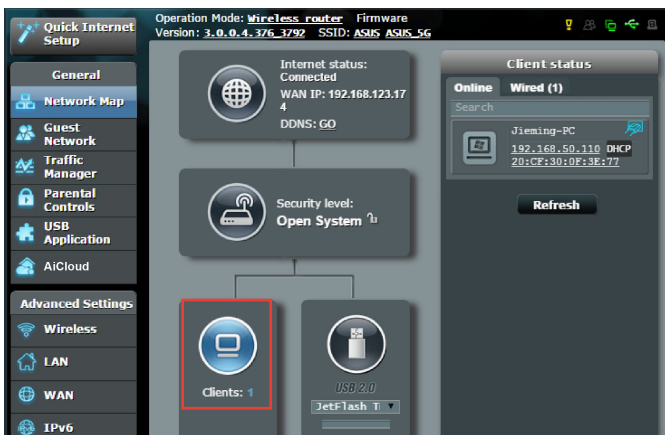 Quick Internet
Setup
General
Network Map
Guest
Network
Traffic
Manager
Parental
Controls
USB
Application
AiCloud
Advanced Settings
Wireless
LAN
WAN
IPv6
Operation Mode: Wireless router Firmware
Version: 3.0.0.4.376_3792 SSID: ASUS ASUS_5G
Internet status:
Connected
WAN IP: 192.168.123.17
4
DDNS: GO
Security level:
Open System
Clients: 1
USB 2.0
JetFlash T
Client status
Online Wired (1)
Search
Jieming-PC
192.168.50.110 DHCP
20:CF:30:0F:3E:77
Refresh